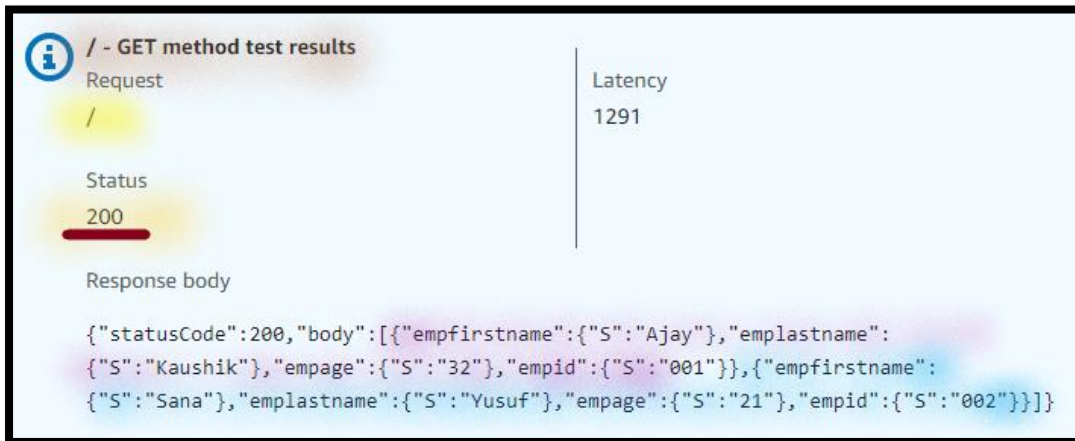 / - GET method test results
Request
/
Latency
1291
Status
200
Response body
{"statusCode":200,"body":[{"empfirstname":{"S":"Ajay"},"emplastname":
{"S":"Kaushik"},"empage":{"S":"32"},"empid":{"S":"001"}},{"empfirstname":
{"S":"Sana"},"emplastname":{"S":"Yusuf"},"empage":{"S":"21"},"empid":{"S":"002"}}]}